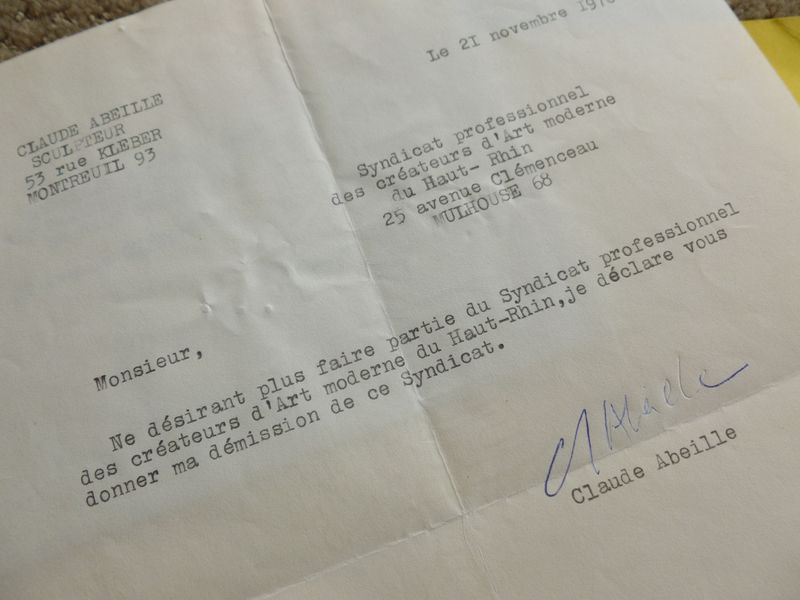 Le 21 novembre
CLAUDE ABEILLE
SCULPTEUR
53 rue KLEBER
MONTREUIL 93
Syndicat professionnel
des créateurs d'Art moderne
du Haut- Rhin
25 avenue Clémenceau
MULHOUSE 68
Monsieur,
Ne désirant plus faire partie du Syndicat professionnel
des créateurs d'Art moderne du Haut-Rhin,je déclare vous
donner ma démission de ce Syndicat.
Cl Abeille
Claude Abeille